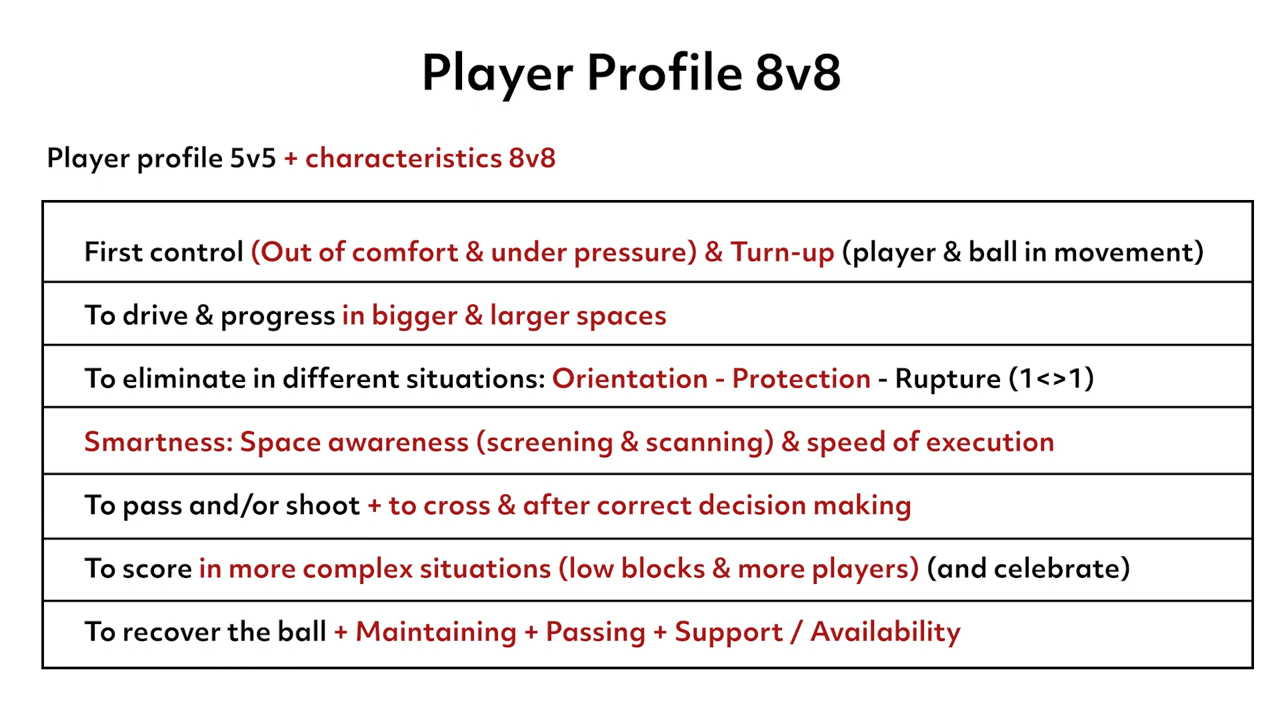 Player Profile 8v8
Player profile 5v5 + characteristics 8v8
First control (Out of comfort & under pressure) & Turn-up (player & ball in movement)
To drive & progress in bigger & larger spaces
To eliminate in different situations: Orientation - Protection - Rupture (1<>1)
Smartness: Space awareness (screening & scanning) & speed of execution
To pass and/or shoot + to cross & after correct decision making
To score in more complex situations (low blocks & more players) (and celebrate)
To recover the ball + Maintaining + Passing + Support / Availability